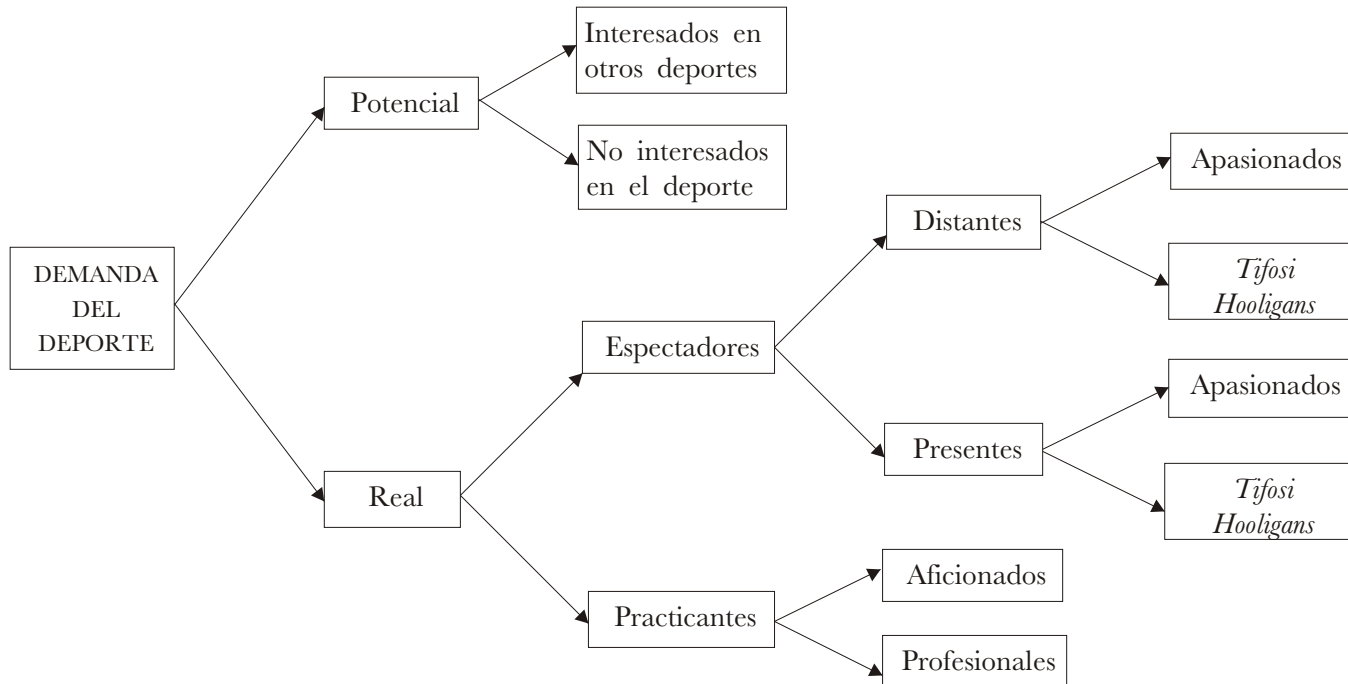 Interesados en
otros deportes
Potencial
No interesados
en el deporte
Apasionados
Distantes
DEMANDA
DEL
DEPORTE
Tifosi
Hooligans
Espectadores
Apasionados
Presentes
Real
Tifosi
Hooligans
Aficionados
Practicantes
Profesionales